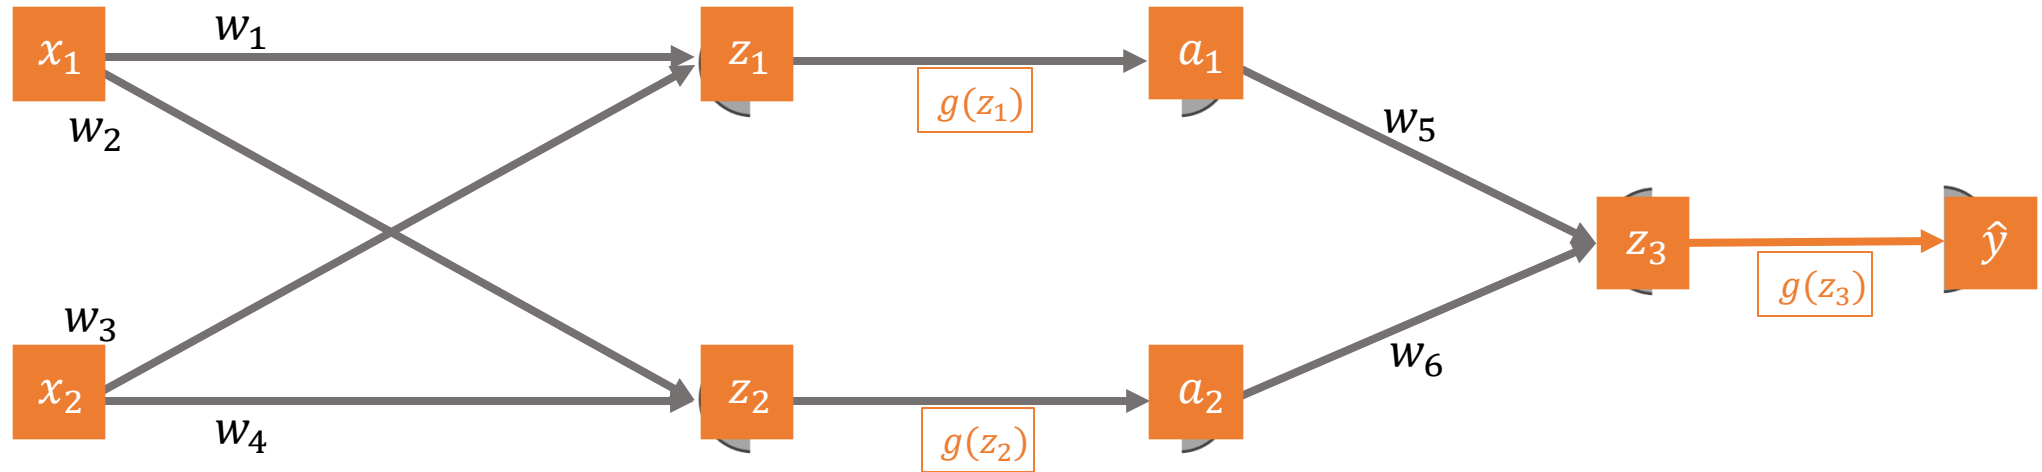 x₁
w₁
z₁
g(z₁)
a₁
w₂
w₅
z₃
g(z₃)
ŷ
w₃
x₂
w₄
z₂
g(z₂)
a₂
w₆